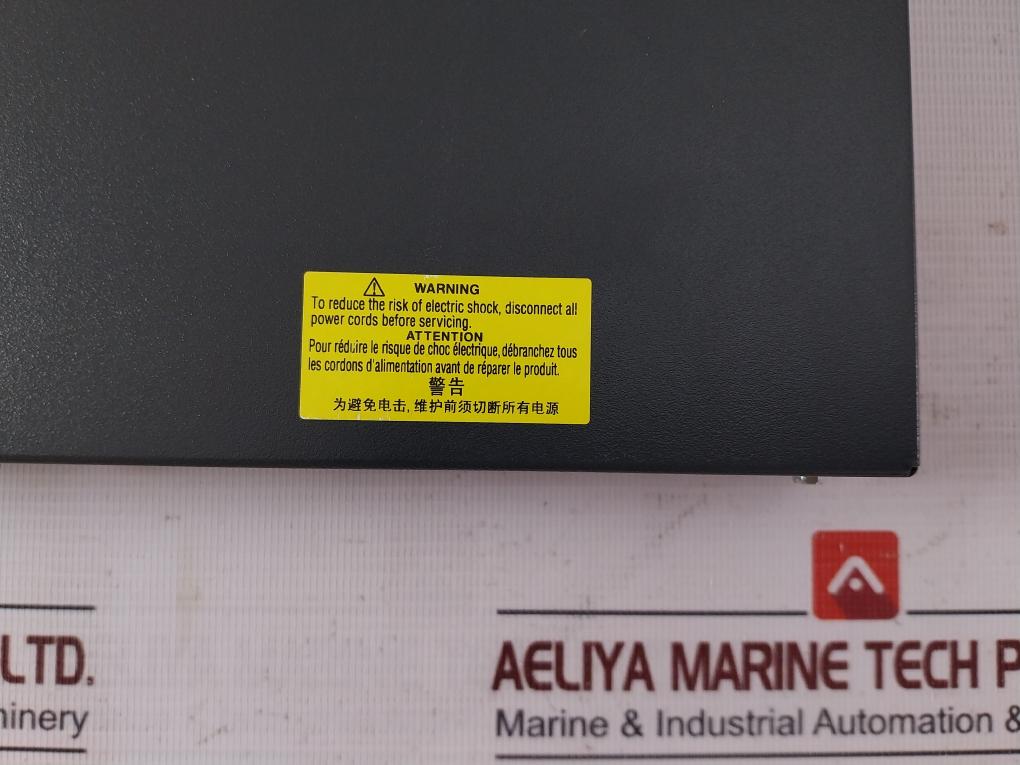 WARNING
To reduce the risk of electric shock, disconnect all
power cords before servicing.
ATTENTION
Pour réduire le risque de choc électrique, débranchez tous
les cordons d'alimentation avant de réparer le produit.
警告
为避免电击, 维护前须切断所有电源
LTD.
AELIYA MARINE TECH P
hinery
Marine & Industrial Automation &